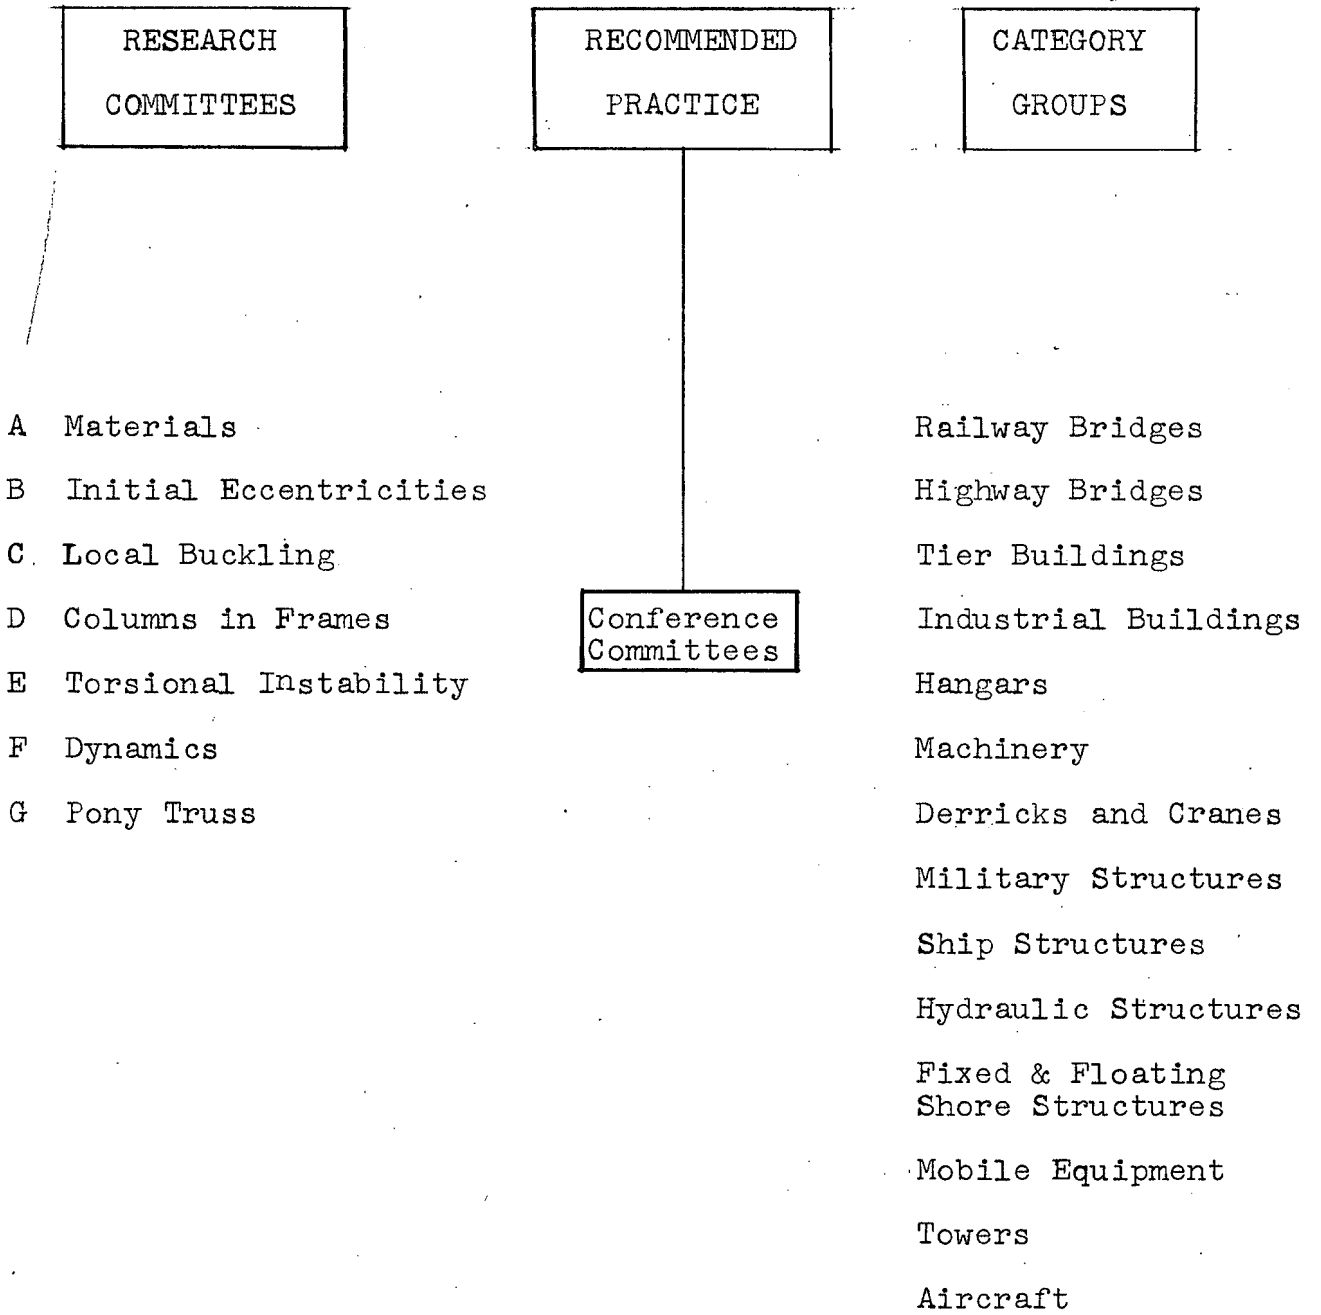 RESEARCH
COMMITTEES
RECOMMENDED
PRACTICE
CATEGORY
GROUPS
A Materials
B Initial Eccentricities
C. Local Buckling
D Columns in Frames
E Torsional Instability
F Dynamics
G Pony Truss
Conference
Committees
Railway Bridges
Highway Bridges
Tier Buildings
Industrial Buildings
Hangars
Machinery
Derricks and Cranes
Military Structures
Ship Structures
Hydraulic Structures
Fixed & Floating
Shore Structures
Mobile Equipment
Towers
Aircraft